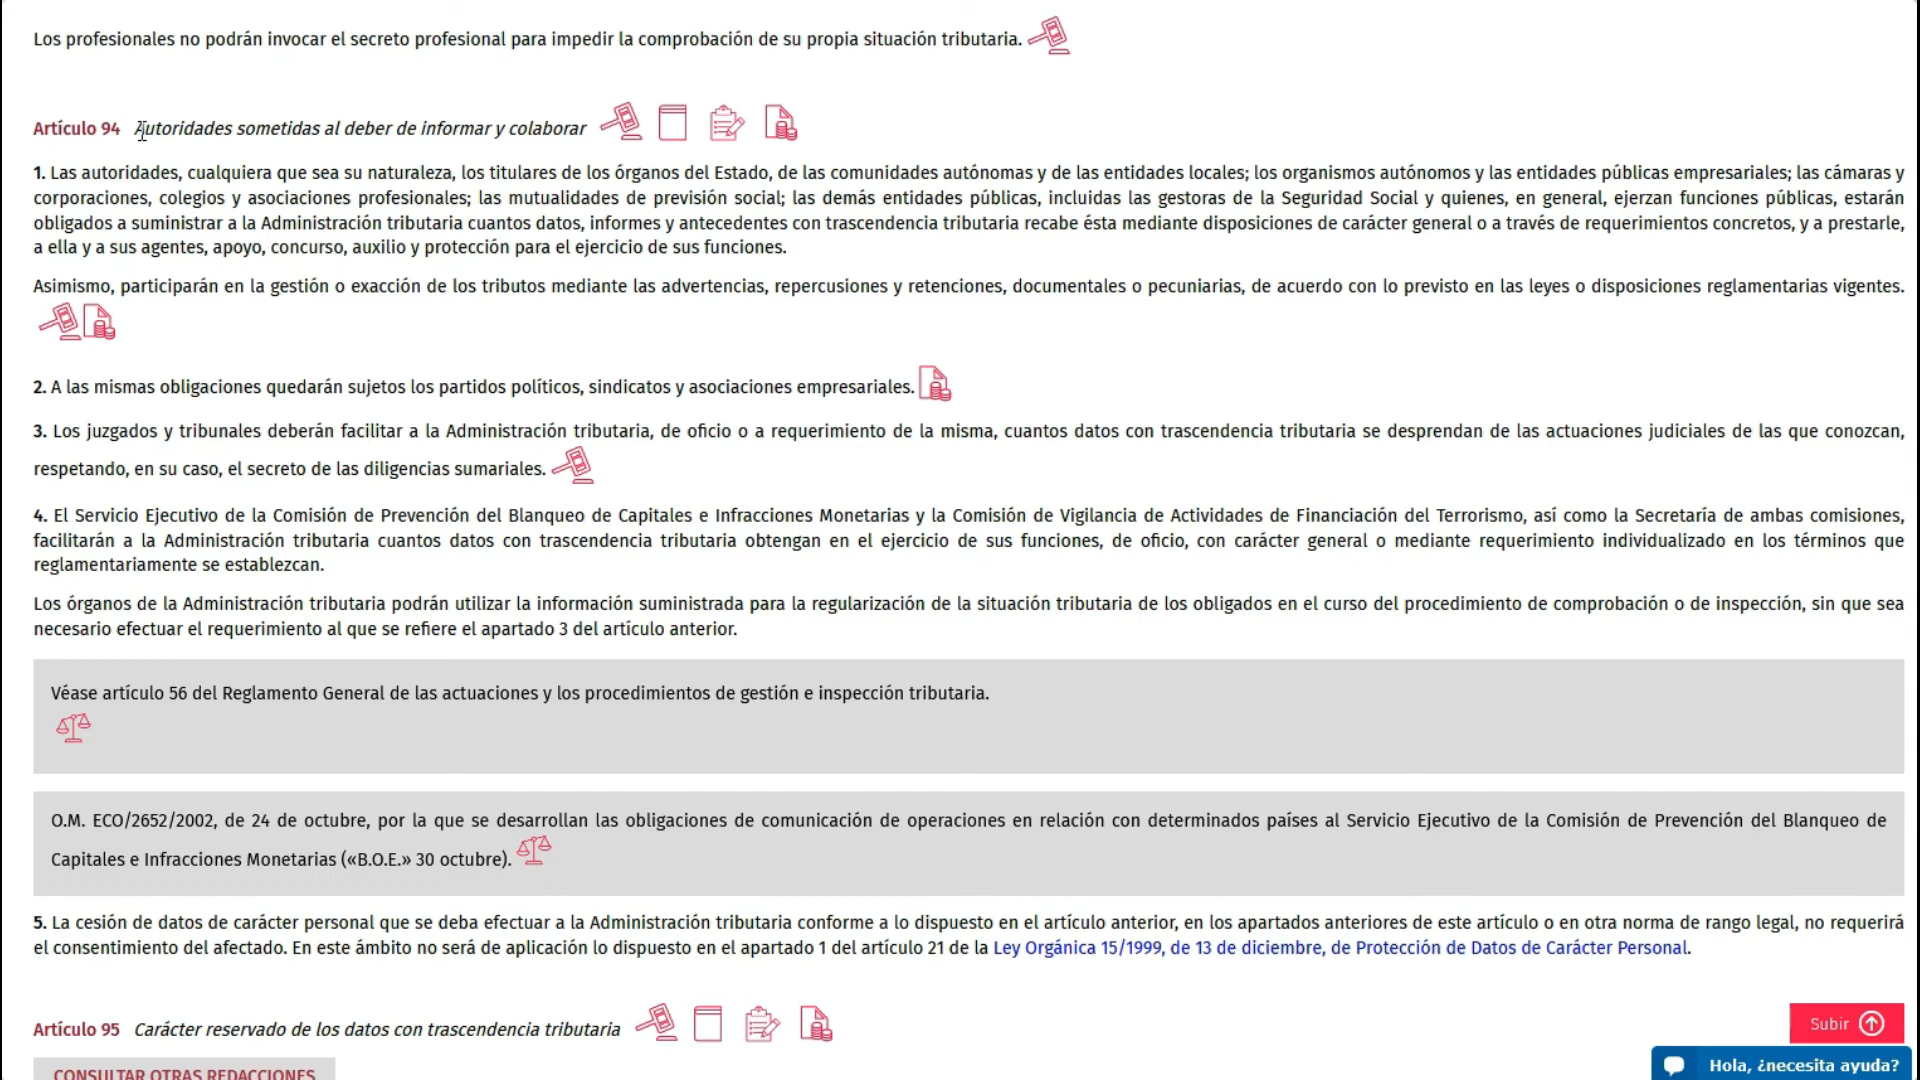 Los profesionales no podrán invocar el secreto profesional para impedir la comprobación de su propia situación tributaria.
Artículo 94 Autoridades sometidas al deber de informar y colaborar
1. Las autoridades, cualquiera que sea su naturaleza, los titulares de los órganos del Estado, de las comunidades autónomas y de las entidades locales; los organismos autónomos y las entidades públicas empresariales; las cámaras y
corporaciones, colegios y asociaciones profesionales; las mutualidades de previsión social; las demás entidades públicas, incluidas las gestoras de la Seguridad Social y quienes, en general, ejerzan funciones públicas, estarán
obligados a suministrar a la Administración tributaria cuantos datos, informes y antecedentes con trascendencia tributaria recabe ésta mediante disposiciones de carácter general o a través de requerimientos concretos, y a prestarle,
a ella y a sus agentes, apoyo, concurso, auxilio y protección para el ejercicio de sus funciones.
Asimismo, participarán en la gestión o exacción de los tributos mediante las advertencias, repercusiones y retenciones, documentales o pecuniarias, de acuerdo con lo previsto en las leyes o disposiciones reglamentarias vigentes.
2. A las mismas obligaciones quedarán sujetos los partidos políticos, sindicatos y asociaciones empresariales.
3. Los juzgados y tribunales deberán facilitar a la Administración tributaria, de oficio o a requerimiento de la misma, cuantos datos con trascendencia tributaria se desprendan de las actuaciones judiciales de las que conozcan,
respetando, en su caso, el secreto de las diligencias sumariales.
4. El Servicio Ejecutivo de la Comisión de Prevención del Blanqueo de Capitales e Infracciones Monetarias y la Comisión de Vigilancia de Actividades de Financiación del Terrorismo, así como la Secretaría de ambas comisiones,
facilitarán a la Administración tributaria cuantos datos con trascendencia tributaria obtengan en el ejercicio de sus funciones, de oficio, con carácter general o mediante requerimiento individualizado en los términos que
reglamentariamente se establezcan.
Los órganos de la Administración tributaria podrán utilizar la información suministrada para la regularización de la situación tributaria de los obligados en el curso del procedimiento de comprobación o de inspección, sin que sea
necesario efectuar el requerimiento al que se refiere el apartado 3 del artículo anterior.
Véase artículo 56 del Reglamento General de las actuaciones y los procedimientos de gestión e inspección tributaria.
O.M. ECO/2652/2002, de 24 de octubre, por la que se desarrollan las obligaciones de comunicación de operaciones en relación con determinados países al Servicio Ejecutivo de la Comisión de Prevención del Blanqueo de
Capitales e Infracciones Monetarias («B.O.E.» 30 octubre).
5. La cesión de datos de carácter personal que se deba efectuar a la Administración tributaria conforme a lo dispuesto en el artículo anterior, en los apartados anteriores de este artículo o en otra norma de rango legal, no requerirá
el consentimiento del afectado. En este ámbito no será de aplicación lo dispuesto en el apartado 1 del artículo 21 de la Ley Orgánica 15/1999, de 13 de diciembre, de Protección de Datos de Carácter Personal.
Artículo 95 Carácter reservado de los datos con trascendencia tributaria
Subir
CONSULTAR OTRAS REDACCIONES
Hola, ¿necesita ayuda?